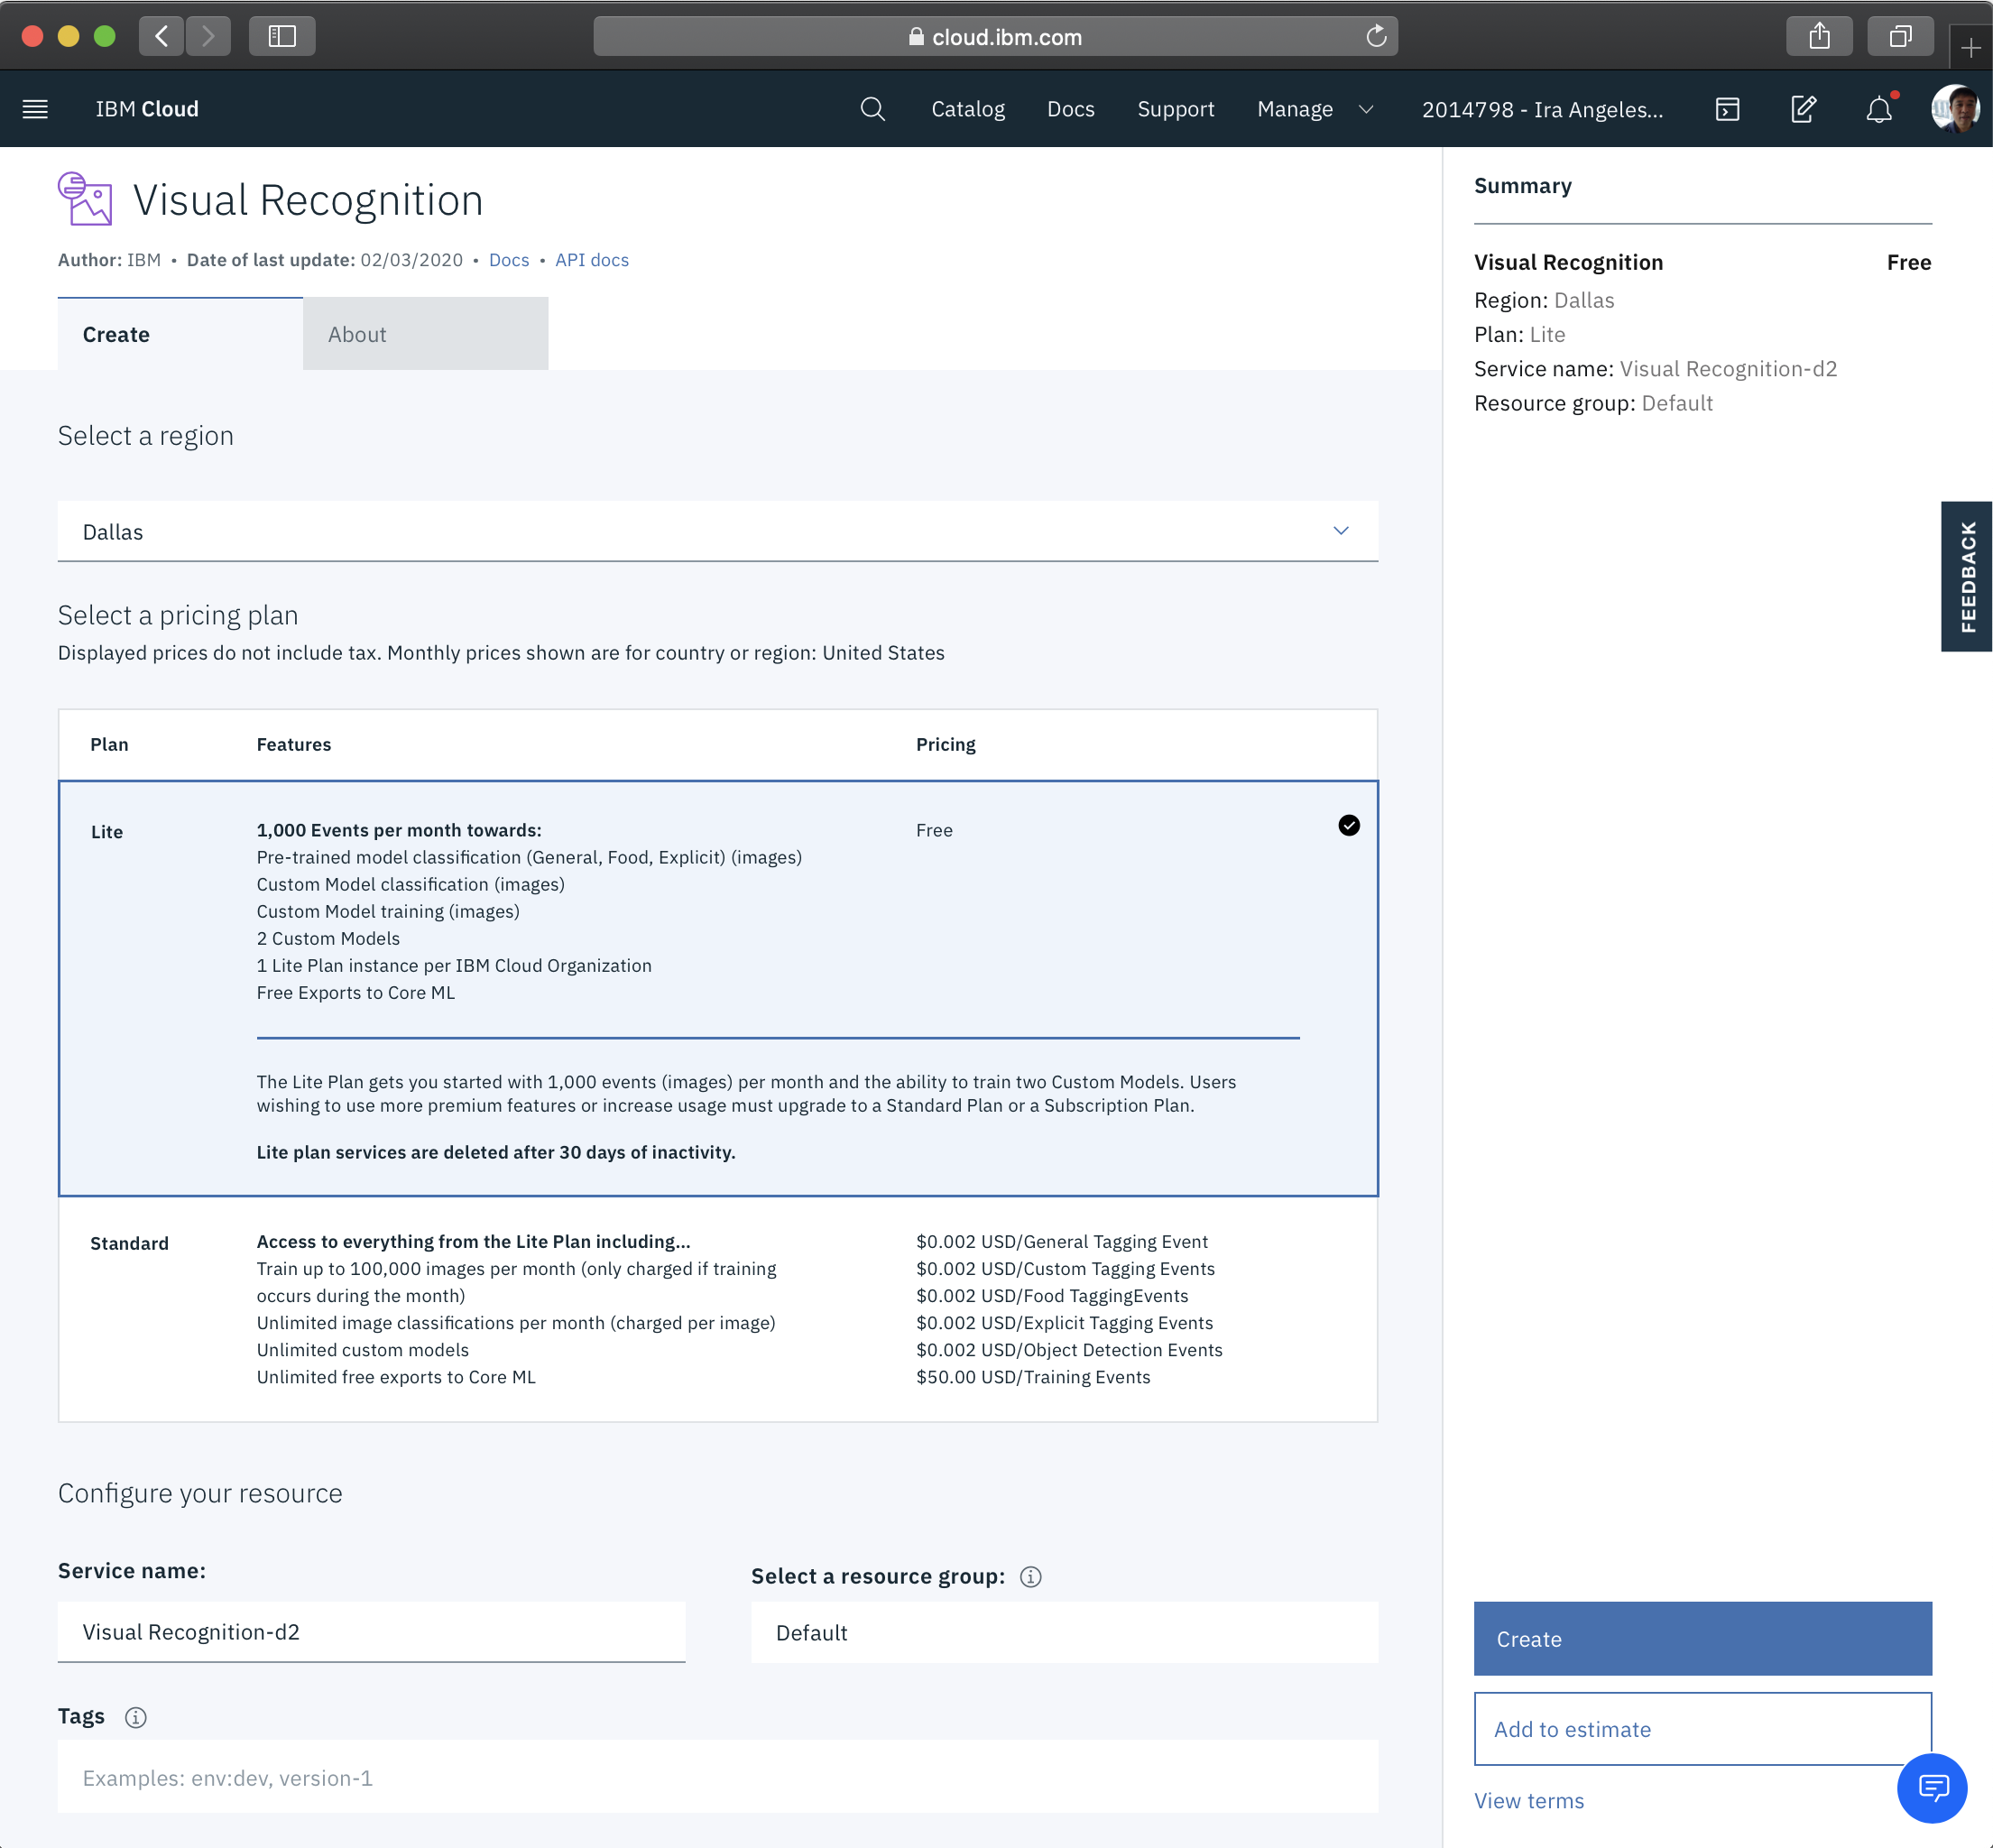 cloud.ibm.com
IBM Cloud
Catalog
Docs
Support
Manage
2014798 - Ira Angeles...
Visual Recognition
Author: IBM • Date of last update: 02/03/2020 • Docs • API docs
Create
About
Select a region
Dallas
Select a pricing plan
Displayed prices do not include tax. Monthly prices shown are for country or region: United States
Plan
Features
Pricing
Lite
1,000 Events per month towards:
Pre-trained model classification (General, Food, Explicit) (images)
Custom Model classification (images)
Custom Model training (images)
2 Custom Models
1 Lite Plan instance per IBM Cloud Organization
Free Exports to Core ML
Free
The Lite Plan gets you started with 1,000 events (images) per month and the ability to train two Custom Models. Users
wishing to use more premium features or increase usage must upgrade to a Standard Plan or a Subscription Plan.
Lite plan services are deleted after 30 days of inactivity.
Standard
Access to everything from the Lite Plan including...
Train up to 100,000 images per month (only charged if training
occurs during the month)
Unlimited image classifications per month (charged per image)
Unlimited custom models
Unlimited free exports to Core ML
$0.002 USD/General Tagging Event
$0.002 USD/Custom Tagging Events
$0.002 USD/Food TaggingEvents
$0.002 USD/Explicit Tagging Events
$0.002 USD/Object Detection Events
$50.00 USD/Training Events
Configure your resource
Service name:
Visual Recognition-d2
Select a resource group:
Default
Tags
Examples: env:dev, version-1
Summary
Visual Recognition
Free
Region: Dallas
Plan: Lite
Service name: Visual Recognition-d2
Resource group: Default
FEEDBACK
Create
Add to estimate
View terms